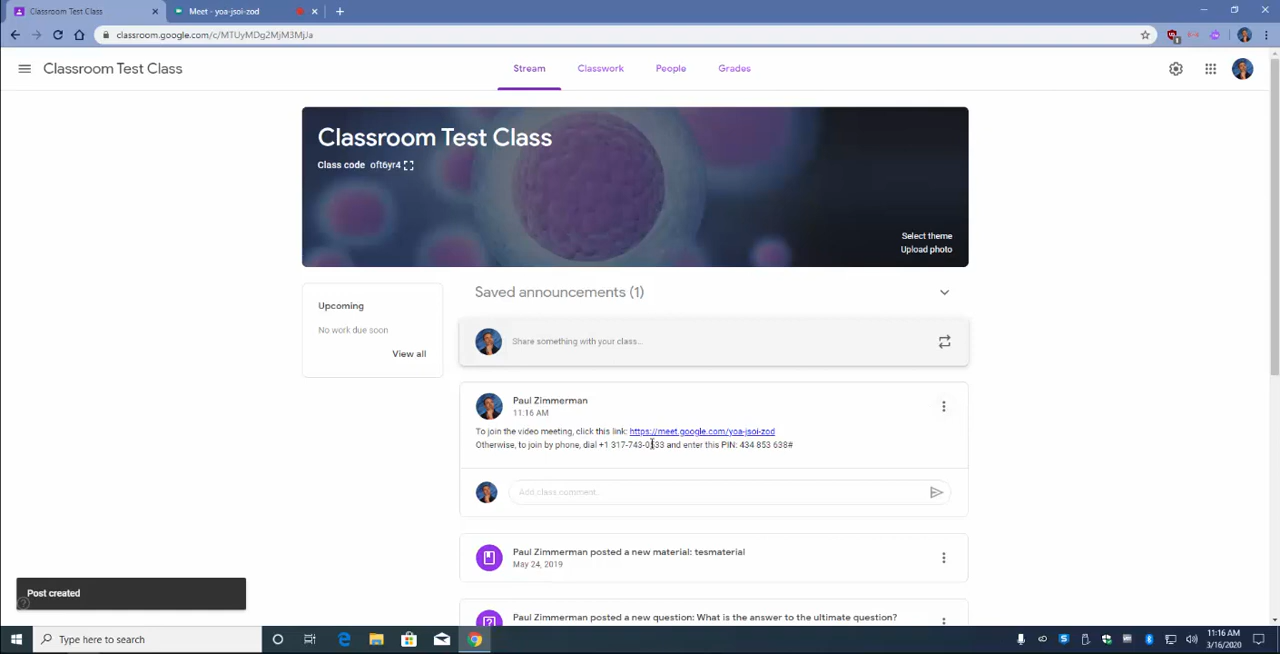 Classroom Test Class
Meet - yoa-jsoi-zod
classroom.google.com/c/MTUyMDg2MjM3MjJa
Classroom Test Class
Stream
Classwork
People
Grades
Classroom Test Class
Class code oft6yr4
Select theme
Upload photo
Upcoming
No work due soon
View all
Saved announcements (1)
Share something with your class...
Paul Zimmerman
11:16 AM
To join the video meeting, click this link: https://meet.google.com/yoa-jsoi-zod
Otherwise, to join by phone, dial +1 317-743- and enter this PIN: 434 853 638#
Add class comment...
Paul Zimmerman posted a new material: tesmaterial
May 24, 2019
Paul Zimmerman posted a new question: What is the answer to the ultimate question?
Post created
Type here to search
11:16 AM
3/16/2020